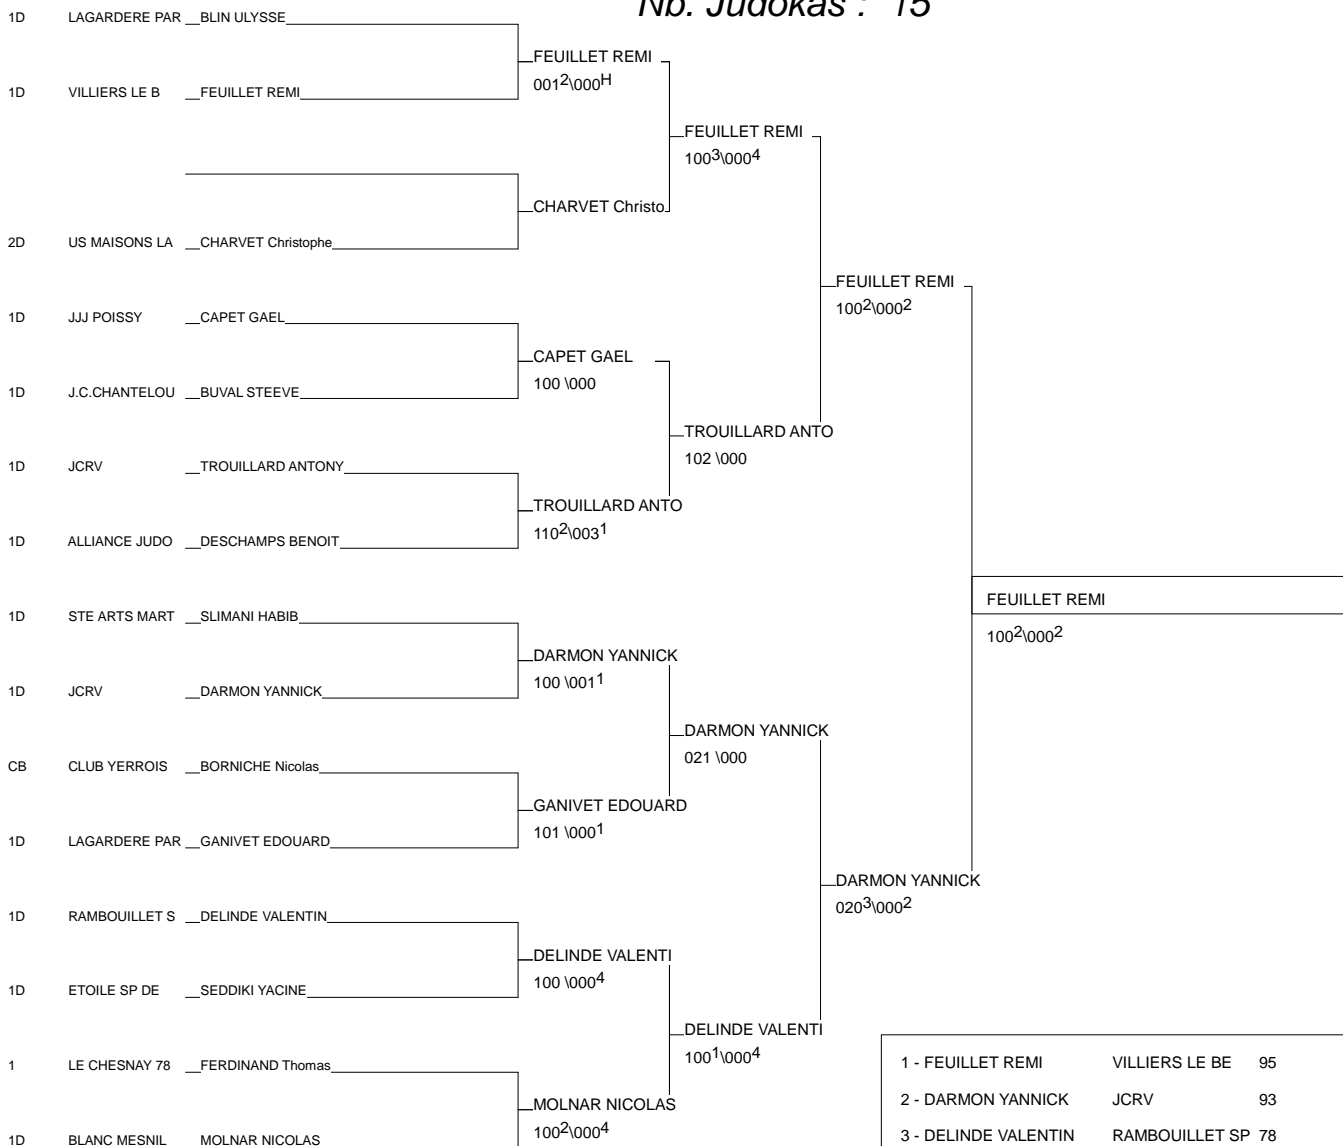 Nb. Judokas : 15
1D LAGARDERE PAR BLIN ULYSSE
FEUILLET REMI
001²\000ᴴ
1D VILLIERS LE B FEUILLET REMI
FEUILLET REMI
100³\000⁴
CHARVET Christo
2D US MAISONS LA CHARVET Christophe
FEUILLET REMI
100²\000²
1D JJJ POISSY CAPET GAEL
CAPET GAEL
100 \000
1D J.C.CHANTELOU BUVAL STEEVE
TROUILLARD ANTO
102 \000
1D JCRV TROUILLARD ANTONY
TROUILLARD ANTO
110²\003¹
1D ALLIANCE JUDO DESCHAMPS BENOIT
FEUILLET REMI
100²\000²
1D STE ARTS MART SLIMANI HABIB
DARMON YANNICK
100 \001¹
1D JCRV DARMON YANNICK
DARMON YANNICK
021 \000
CB CLUB YERROIS BORNICHE Nicolas
GANIVET EDOUARD
101 \000¹
1D LAGARDERE PAR GANIVET EDOUARD
DARMON YANNICK
020³\000²
1D RAMBOUILLET S DELINDE VALENTIN
DELINDE VALENTI
100 \000⁴
1D ETOILE SP DE SEDDIKI YACINE
DELINDE VALENTI
100¹\000⁴
1 LE CHESNAY 78 FERDINAND Thomas
MOLNAR NICOLAS
100²\000⁴
1D BLANC MESNIL MOLNAR NICOLAS
1 - FEUILLET REMI VILLIERS LE BE 95
2 - DARMON YANNICK JCRV 93
3 - DELINDE VALENTIN RAMBOUILLET SP 78